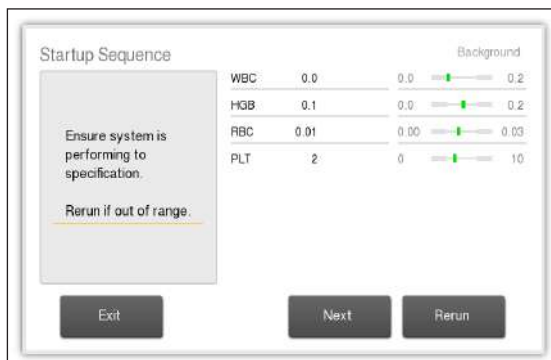 Startup Sequence
Background
Ensure system is
performing to
specification.
Rerun if out of range.
WBC 0.0 0.0 0.2
HGB 0.1 0.0 0.2
RBC 0.01 0.00 0.03
PLT 2 0 10
Exit
Next
Rerun